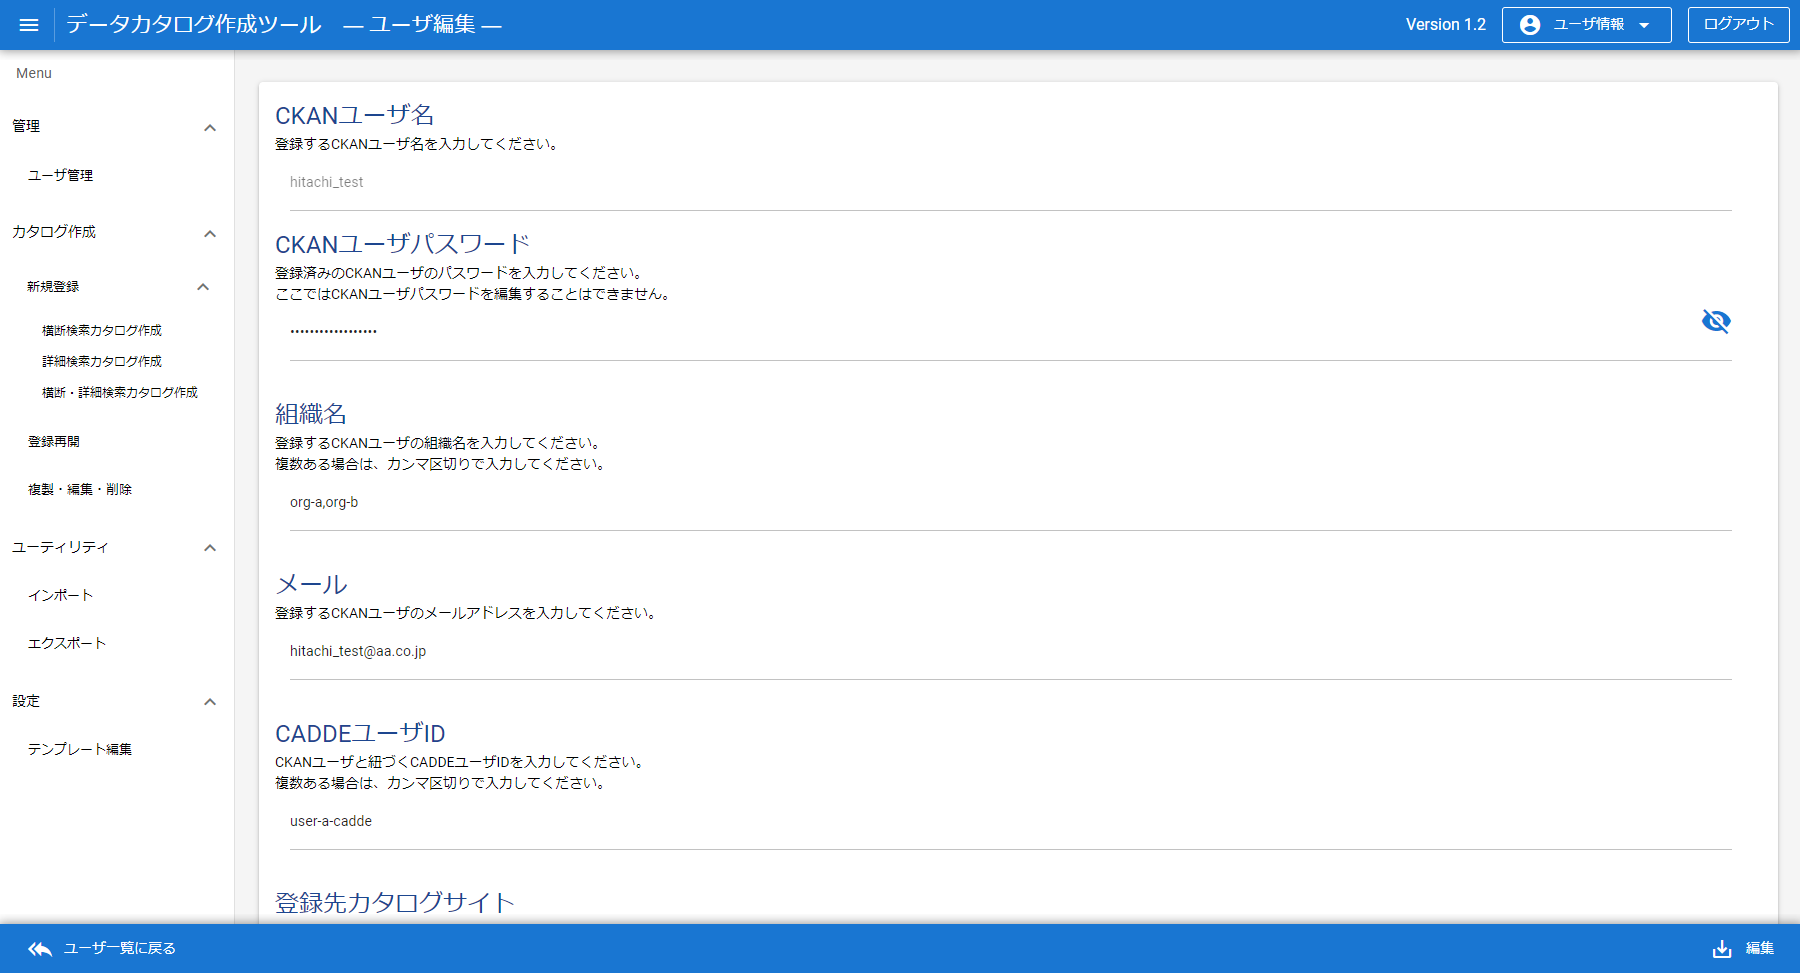 データカタログ作成ツール — ユーザ編集 —
Version 1.2
ユーザ情報
ログアウト
Menu
管理
ユーザ管理
カタログ作成
新規登録
横断検索カタログ作成
詳細検索カタログ作成
横断・詳細検索カタログ作成
登録再開
複製・編集・削除
ユーティリティ
インポート
エクスポート
設定
テンプレート編集
CKANユーザ名
登録するCKANユーザ名を入力してください。
hitachi_test
CKANユーザパスワード
登録済みのCKANユーザのパスワードを入力してください。
ここではCKANユーザパスワードを編集することはできません。
••••••••••••••••••
組織名
登録するCKANユーザの組織名を入力してください。
複数ある場合は、カンマ区切りで入力してください。
org-a,org-b
メール
登録するCKANユーザのメールアドレスを入力してください。
hitachi_test@aa.co.jp
CADDEユーザID
CKANユーザと紐づくCADDEユーザIDを入力してください。
複数ある場合は、カンマ区切りで入力してください。
user-a-cadde
登録先カタログサイト
ユーザ一覧に戻る
編集